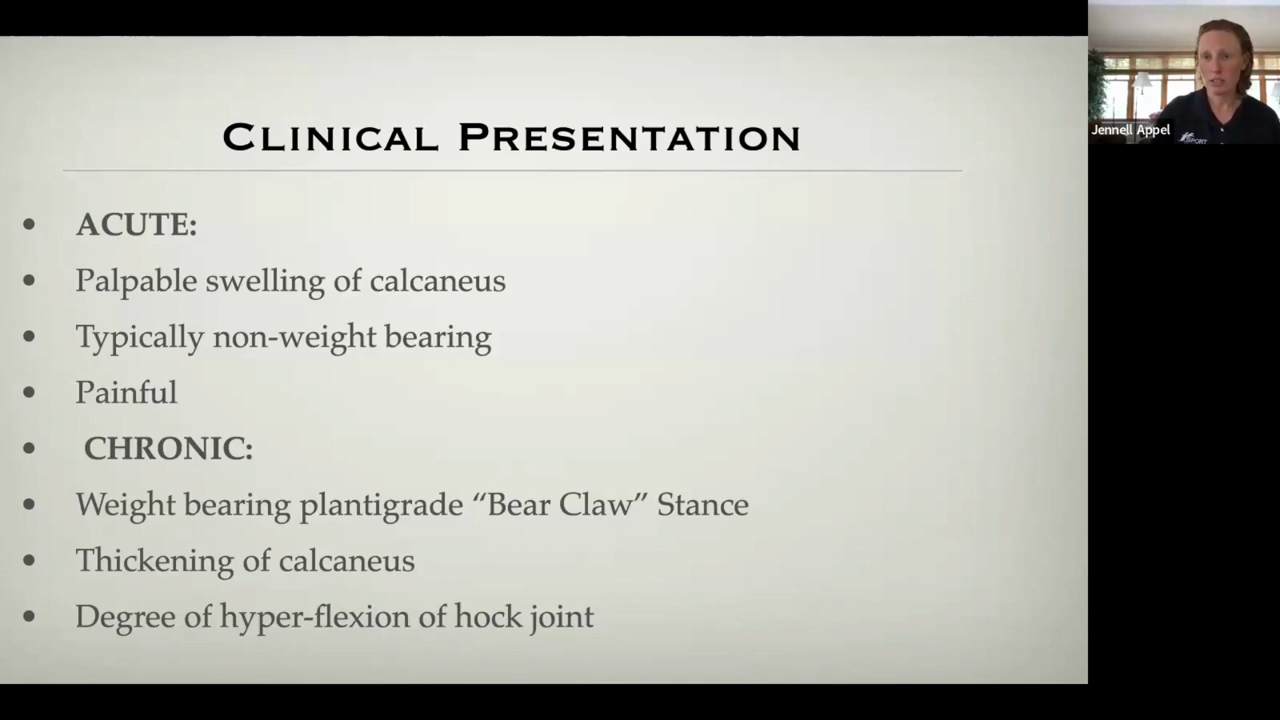 CLINICAL PRESENTATION
Jennell Appel
SPORT
• ACUTE:
• Palpable swelling of calcaneus
• Typically non-weight bearing
• Painful
• CHRONIC:
• Weight bearing plantigrade “Bear Claw” Stance
• Thickening of calcaneus
• Degree of hyper-flexion of hock joint